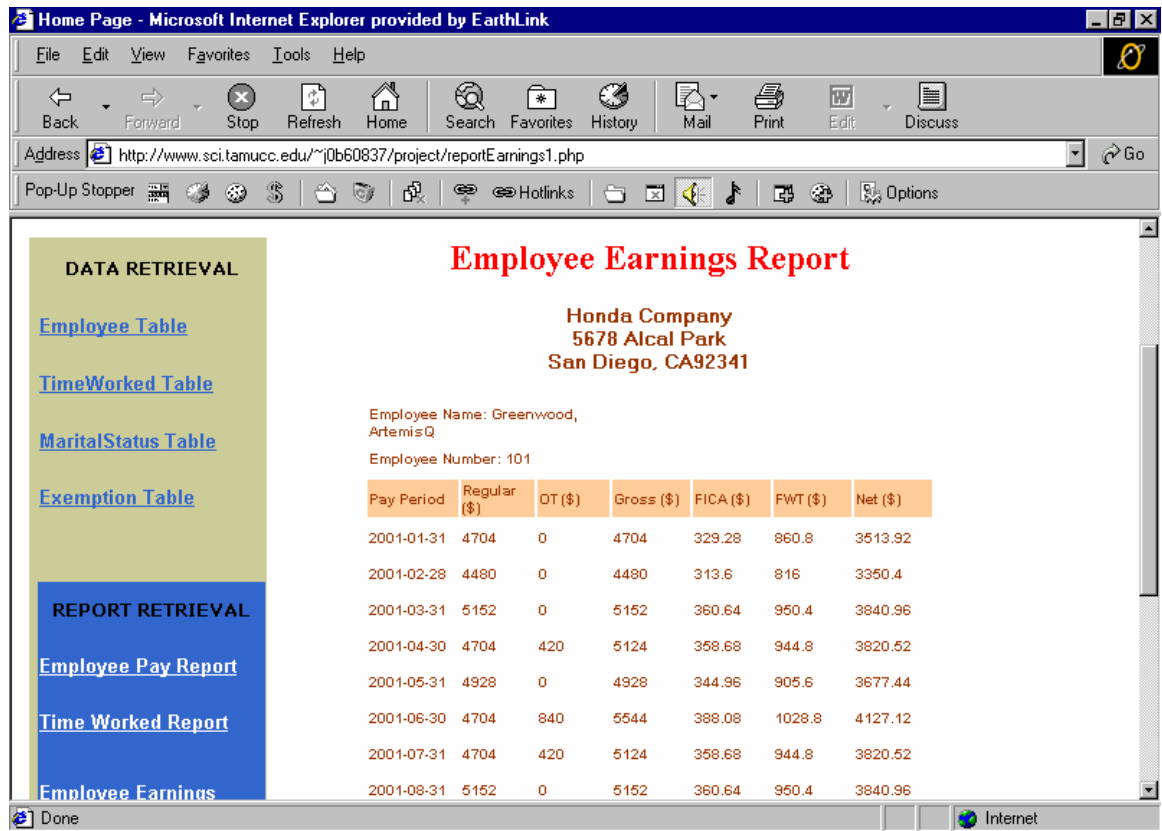 Home Page - Microsoft Internet Explorer provided by EarthLink
File Edit View Favorites Tools Help
Back Forward Stop Refresh Home Search Favorites History Mail Print Edit Discuss
Address http://www.sci.tamucc.edu/~j0b60837/project/reportEarnings1.php Go
Pop-Up Stopper Hotlinks Options
DATA RETRIEVAL
Employee Table
TimeWorked Table
MaritalStatus Table
Exemption Table
REPORT RETRIEVAL
Employee Pay Report
Time Worked Report
Employee Earnings
Employee Earnings Report
Honda Company
5678 Alcal Park
San Diego, CA92341
Employee Name: Greenwood,
ArtemisQ
Employee Number: 101
Pay Period Regular ($) OT ($) Gross ($) FICA ($) FWT ($) Net ($)
2001-01-31 4704 0 4704 329.28 860.8 3513.92
2001-02-28 4480 0 4480 313.6 816 3350.4
2001-03-31 5152 0 5152 360.64 950.4 3840.96
2001-04-30 4704 420 5124 358.68 944.8 3820.52
2001-05-31 4928 0 4928 344.96 905.6 3677.44
2001-06-30 4704 840 5544 388.08 1028.8 4127.12
2001-07-31 4704 420 5124 358.68 944.8 3820.52
2001-08-31 5152 0 5152 360.64 950.4 3840.96
Done Internet